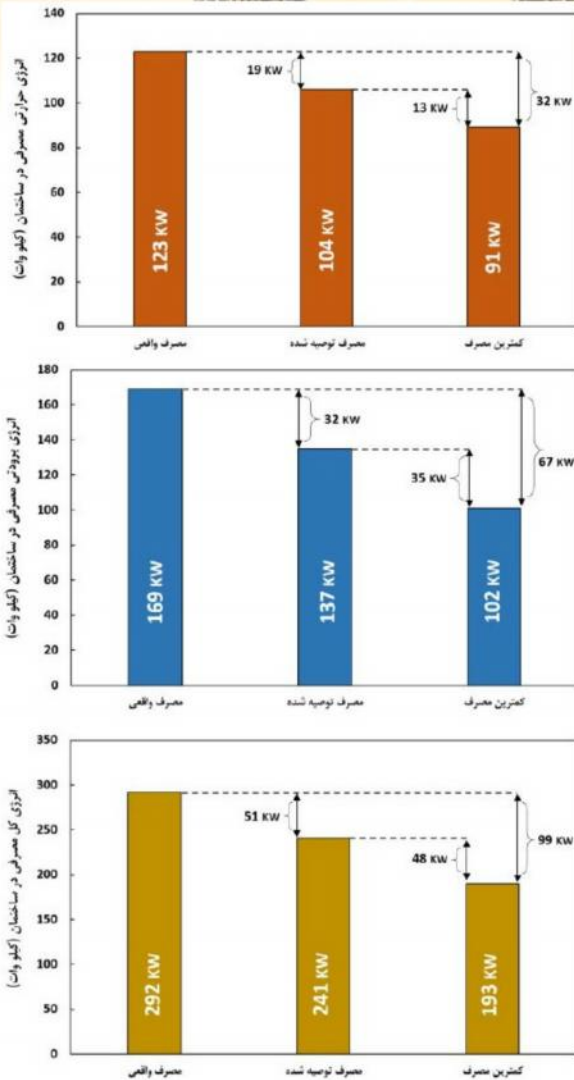 انرژی حرارتی مصرفی در ساختمان (کیلو وات)
140
120
100
80
60
40
20
0
19 KW
13 KW
32 KW
123 KW
104 KW
91 KW
مصرف واقعی
مصرف توصیه شده
کمترین مصرف
انرژی برودتی مصرفی در ساختمان (کیلو وات)
180
160
140
120
100
80
60
40
20
0
32 KW
35 KW
67 KW
169 KW
137 KW
102 KW
مصرف واقعی
مصرف توصیه شده
کمترین مصرف
انرژی کل مصرفی در ساختمان (کیلو وات)
350
300
250
200
150
100
50
0
51 KW
48 KW
99 KW
292 KW
241 KW
193 KW
مصرف واقعی
مصرف توصیه شده
کمترین مصرف